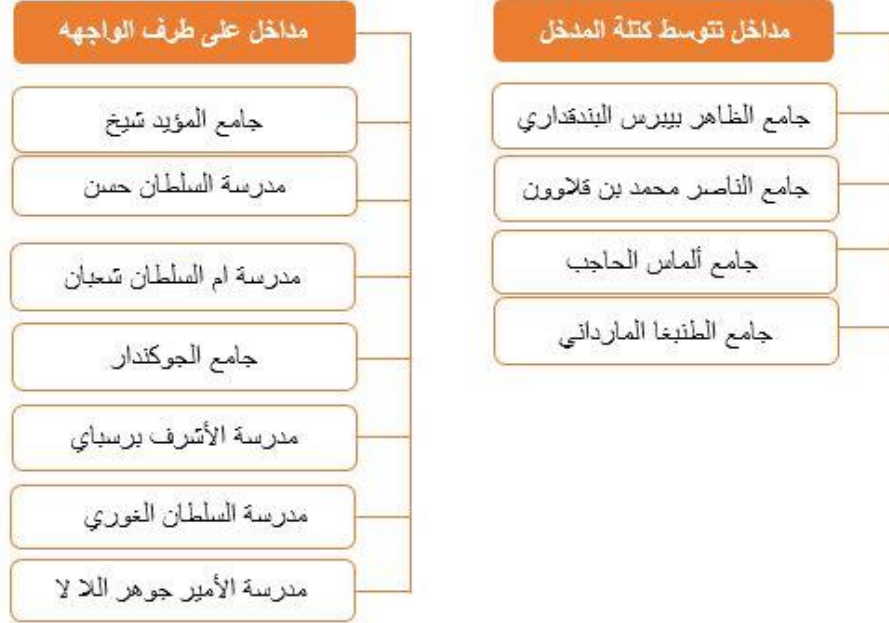 مداخل تتوسط كتلة المدخل
جامع الظاهر بيبرس البندقداري
جامع الناصر محمد بن قلاوون
جامع ألماس الحاجب
جامع الطنبغا المارداني
مداخل على طرف الواجهه
جامع المؤيد شيخ
مدرسة السلطان حسن
مدرسة ام السلطان شعبان
جامع الجوكندار
مدرسة الأشرف برسباي
مدرسة السلطان الغوري
مدرسة الأمير جوهر اللا لا